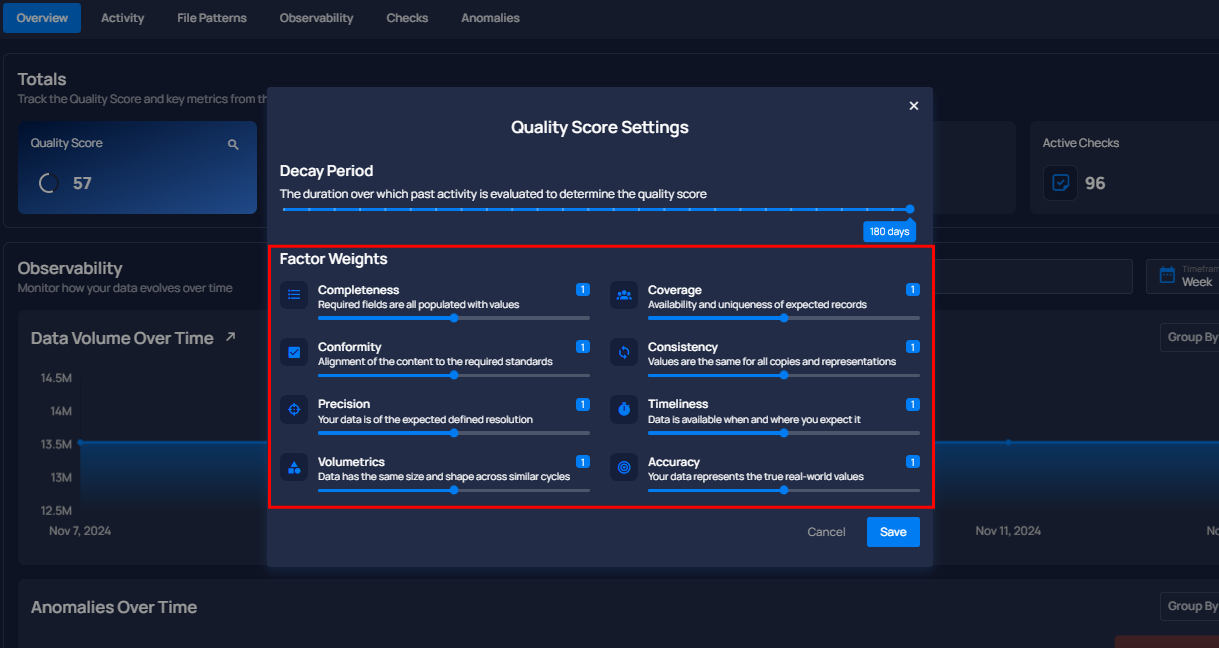 Overview Activity File Patterns Observability Checks Anomalies
Totals
Track the Quality Score and key metrics from
Quality Score
57
Active Checks
96
Quality Score Settings
Decay Period
The duration over which past activity is evaluated to determine the quality score
180 days
Factor Weights
Completeness 1
Required fields are all populated with values
Coverage 1
Availability and uniqueness of expected records
Conformity 1
Alignment of the content to the required standards
Consistency 1
Values are the same for all copies and representations
Precision 1
Your data is of the expected defined resolution
Timeliness 1
Data is available when and where you expect it
Volumetrics 1
Data has the same size and shape across similar cycles
Accuracy 1
Your data represents the true real-world values
Cancel Save
Observability
Monitor how your data evolves over time
Week
Data Volume Over Time
Group By
14.5M
14M
13.5M
13M
12.5M
Nov 7, 2024 Nov 11, 2024
Anomalies Over Time
Group By